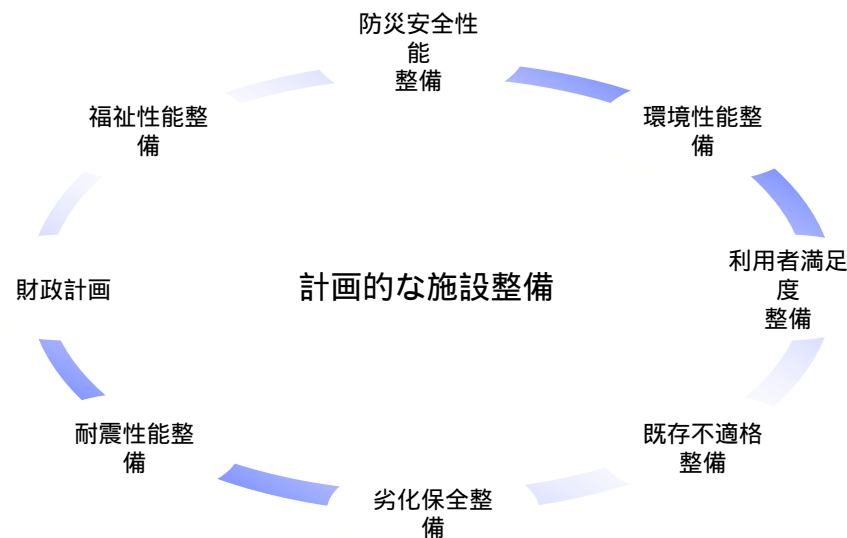 防災安全性
能
整備
環境性能整
備
利用者満足
度
整備
既存不適格
整備
劣化保全整
備
耐震性能整
備
財政計画
福祉性能整
備
計画的な施設整備